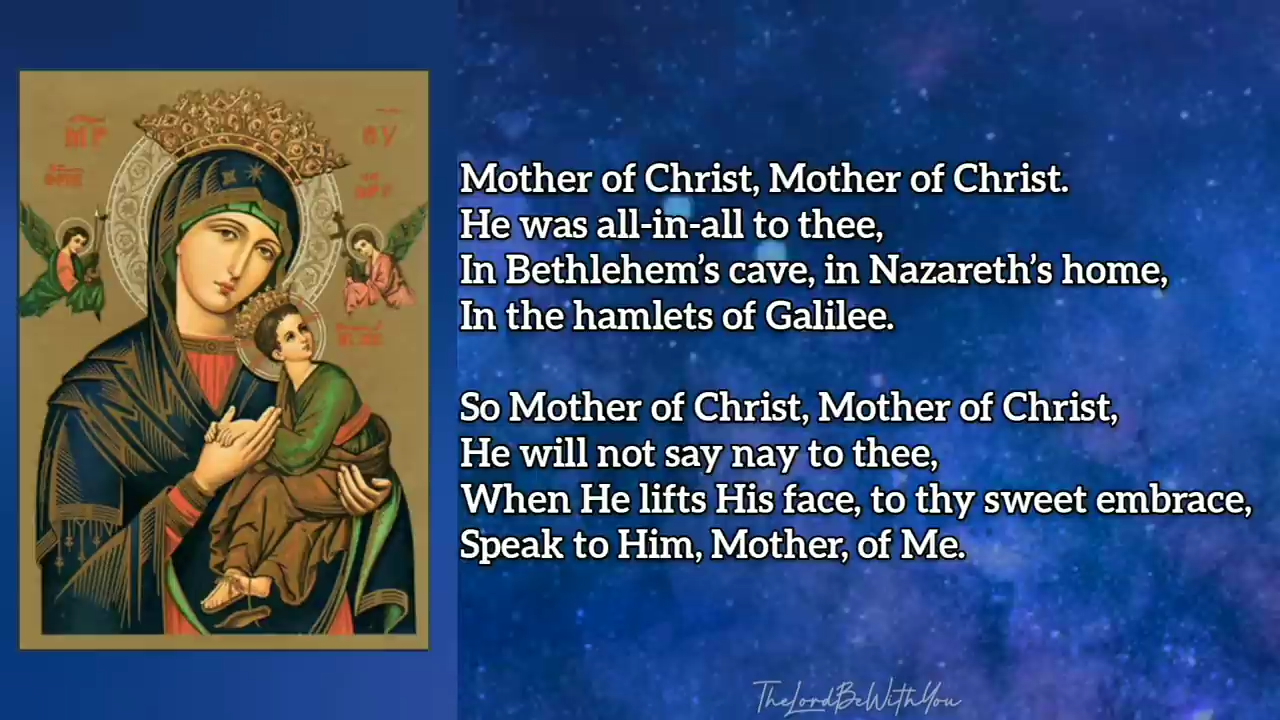 Mother of Christ, Mother of Christ.
He was all-in-all to thee,
In Bethlehem’s cave, in Nazareth’s home,
In the hamlets of Galilee.
So Mother of Christ, Mother of Christ,
He will not say nay to thee,
When He lifts His face, to thy sweet embrace,
Speak to Him, Mother, of Me.
TheLordBeWithYou